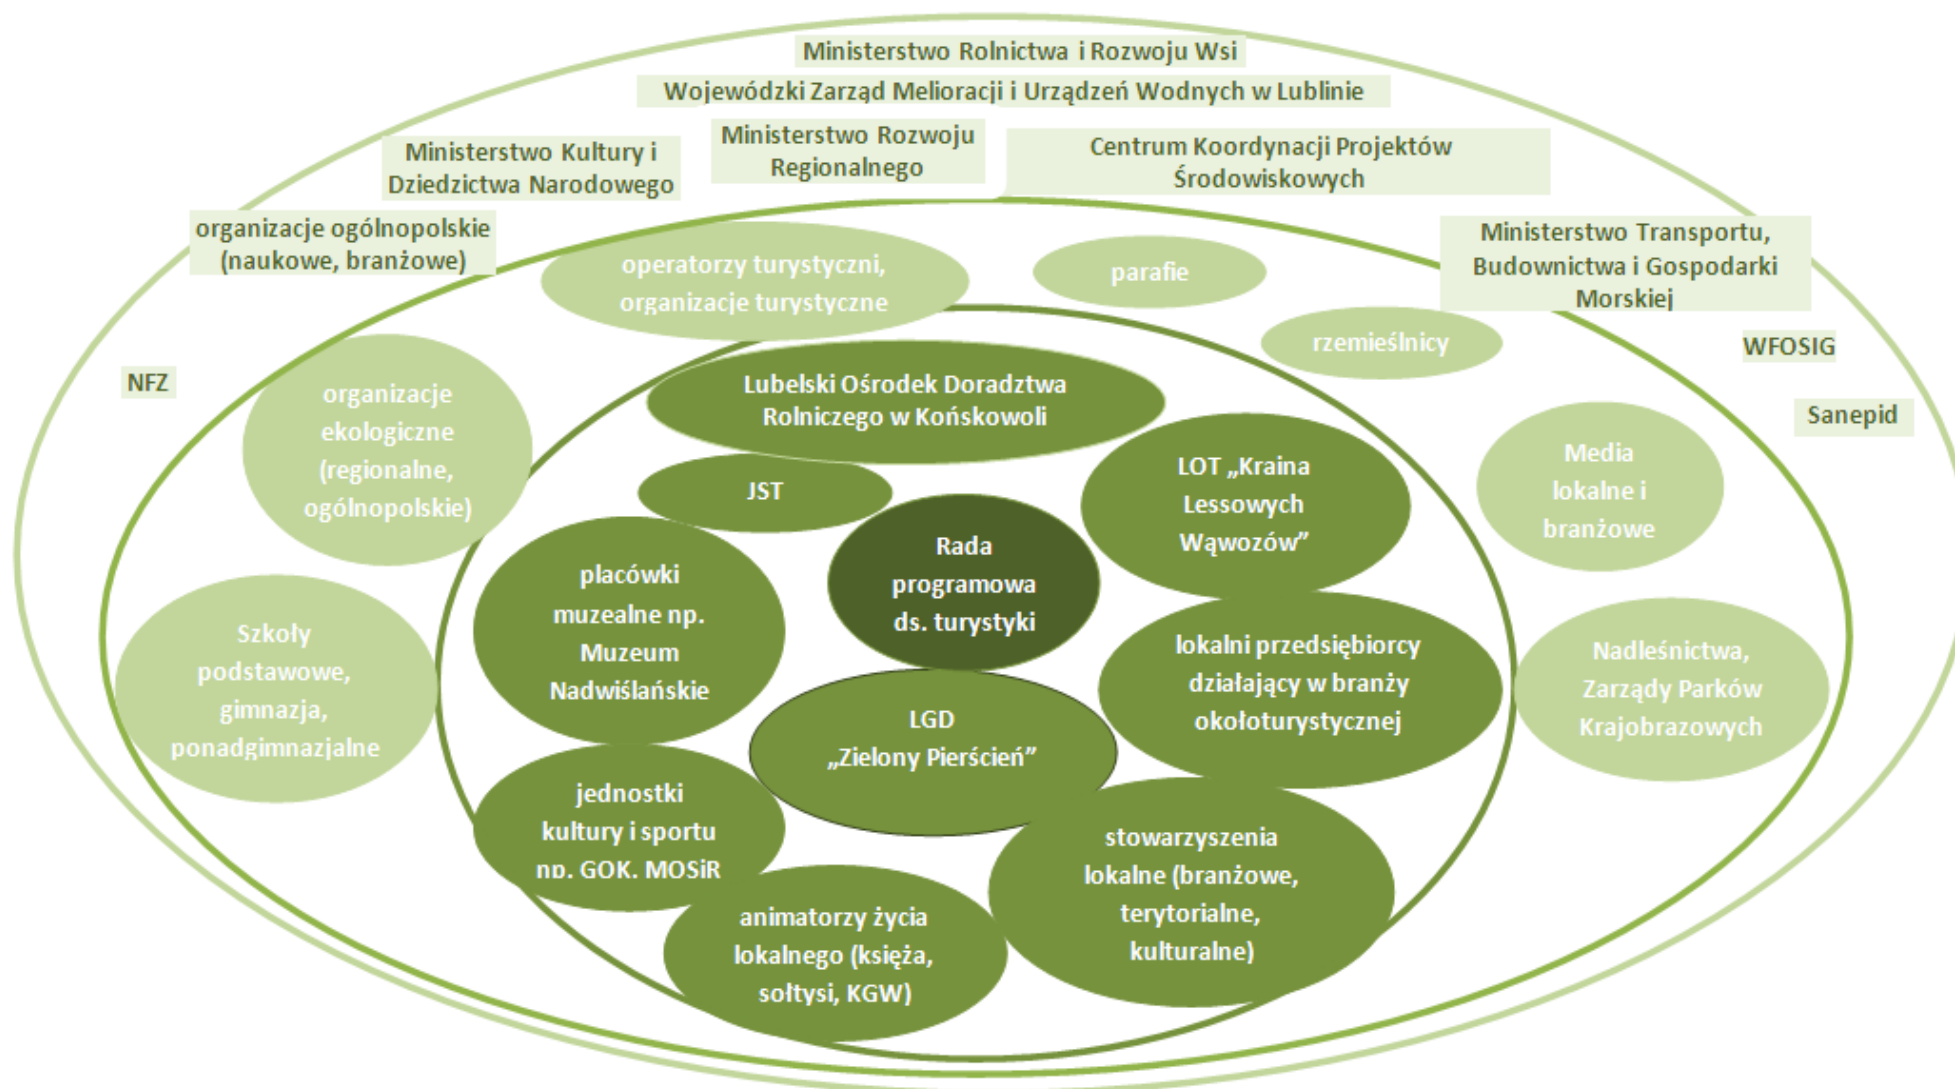 Ministerstwo Rolnictwa i Rozwoju Wsi
Wojewódzki Zarząd Melioracji i Urządzeń Wodnych w Lublinie
Ministerstwo Rozwoju
Regionalnego
Centrum Koordynacji Projektów
Środowiskowych
Ministerstwo Kultury i
Dziedzictwa Narodowego
organizacje ogólnopolskie
(naukowe, branżowe)
Ministerstwo Transportu,
Budownictwa i Gospodarki
Morskiej
operatorzy turystyczni,
organizacje turystyczne
parafie
rzemieślnicy
WFOSIG
NFZ
Sanepid
organizacje
ekologiczne
(regionalne,
ogólnopolskie)
Lubelski Ośrodek Doradztwa
Rolniczego w Końskowoli
JST
LOT „Kraina
Lessowych
Wąwozów”
Media
lokalne i
branżowe
Rada
programowa
ds. turystyki
placówki
muzealne np.
Muzeum
Nadwiślańskie
Szkoły
podstawowe,
gimnazja,
ponadgimnazjalne
lokalni przedsiębiorcy
działający w branży
okołoturystycznej
Nadleśnictwa,
Zarządy Parków
Krajobrazowych
LGD
„Zielony Pierścień”
jednostki
kultury i sportu
np. GOK. MOSiR
stowarzyszenia
lokalne (branżowe,
terytorialne,
kulturalne)
animatorzy życia
lokalnego (księża,
sołtysi, KGW)